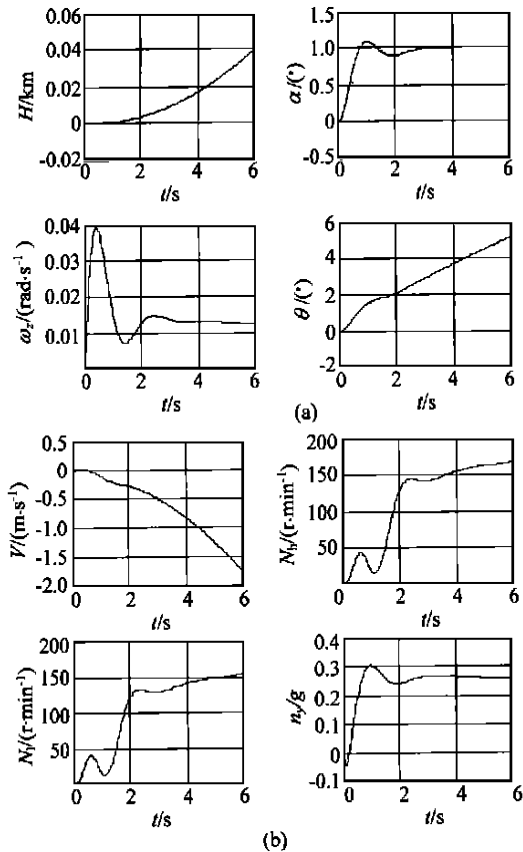 0.06
0.04
0.02
0
-0.02
H/km
0 2 4 6
t/s
1.5
1.0
0.5
0
-0.5
α/(°)
0 2 4 6
t/s
0.04
0.03
0.02
0.01
ω_z/(rad·s⁻¹)
0 2 4 6
t/s
6
4
2
0
-2
θ/(°)
0 2 4 6
t/s
(a)
0.5
0
-0.5
-1.0
-1.5
-2.0
V/(m·s⁻¹)
0 2 4 6
t/s
200
150
100
50
N_h/(r·min⁻¹)
0 2 4 6
t/s
200
150
100
50
N_l/(r·min⁻¹)
0 2 4 6
t/s
0.4
0.3
0.2
0.1
0
-0.1
n_y/g
0 2 4 6
t/s
(b)